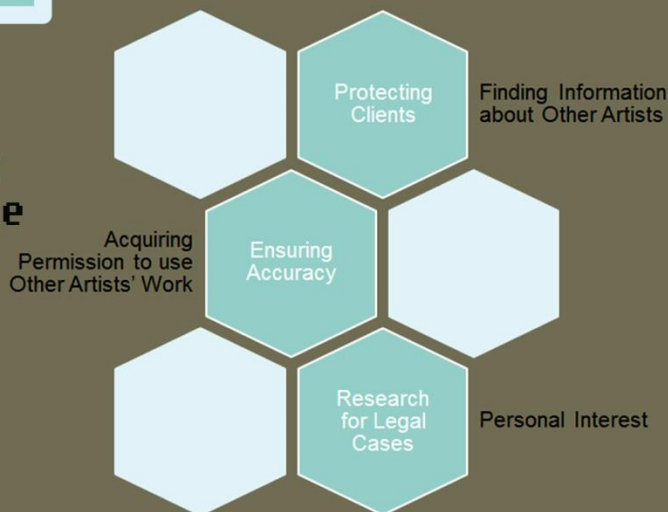 Protecting
Clients
Finding Information
about Other Artists
e
Acquiring
Permission to use
Other Artists' Work
Ensuring
Accuracy
Research
for Legal
Cases
Personal Interest